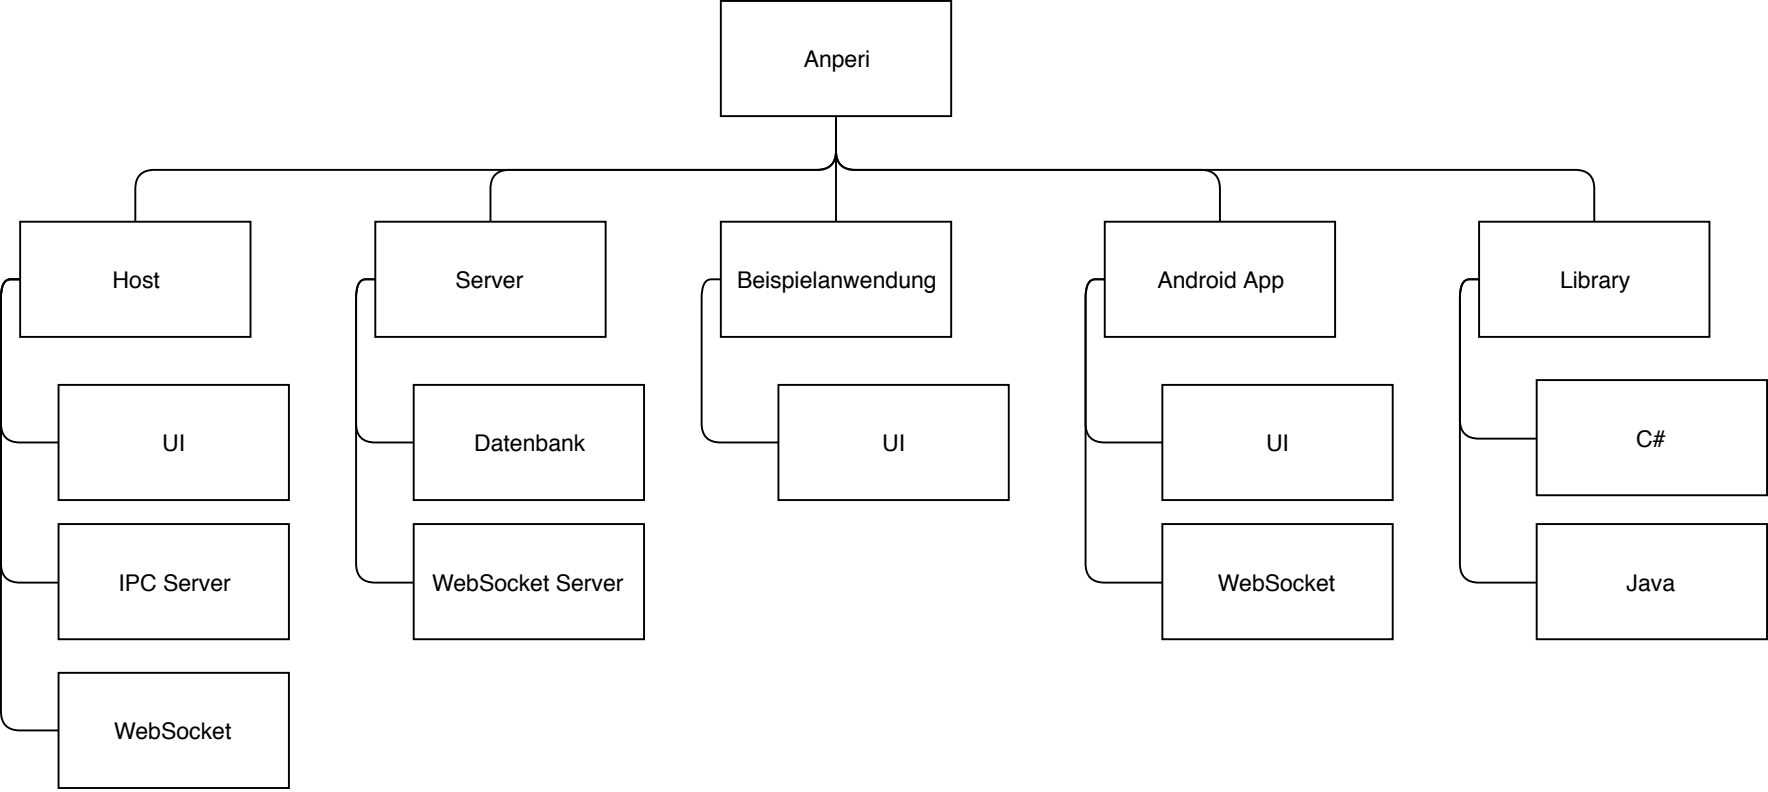 Anperi
Host
Server
Beispielanwendung
Android App
Library
UI
Datenbank
UI
UI
C#
IPC Server
WebSocket Server
WebSocket
Java
WebSocket